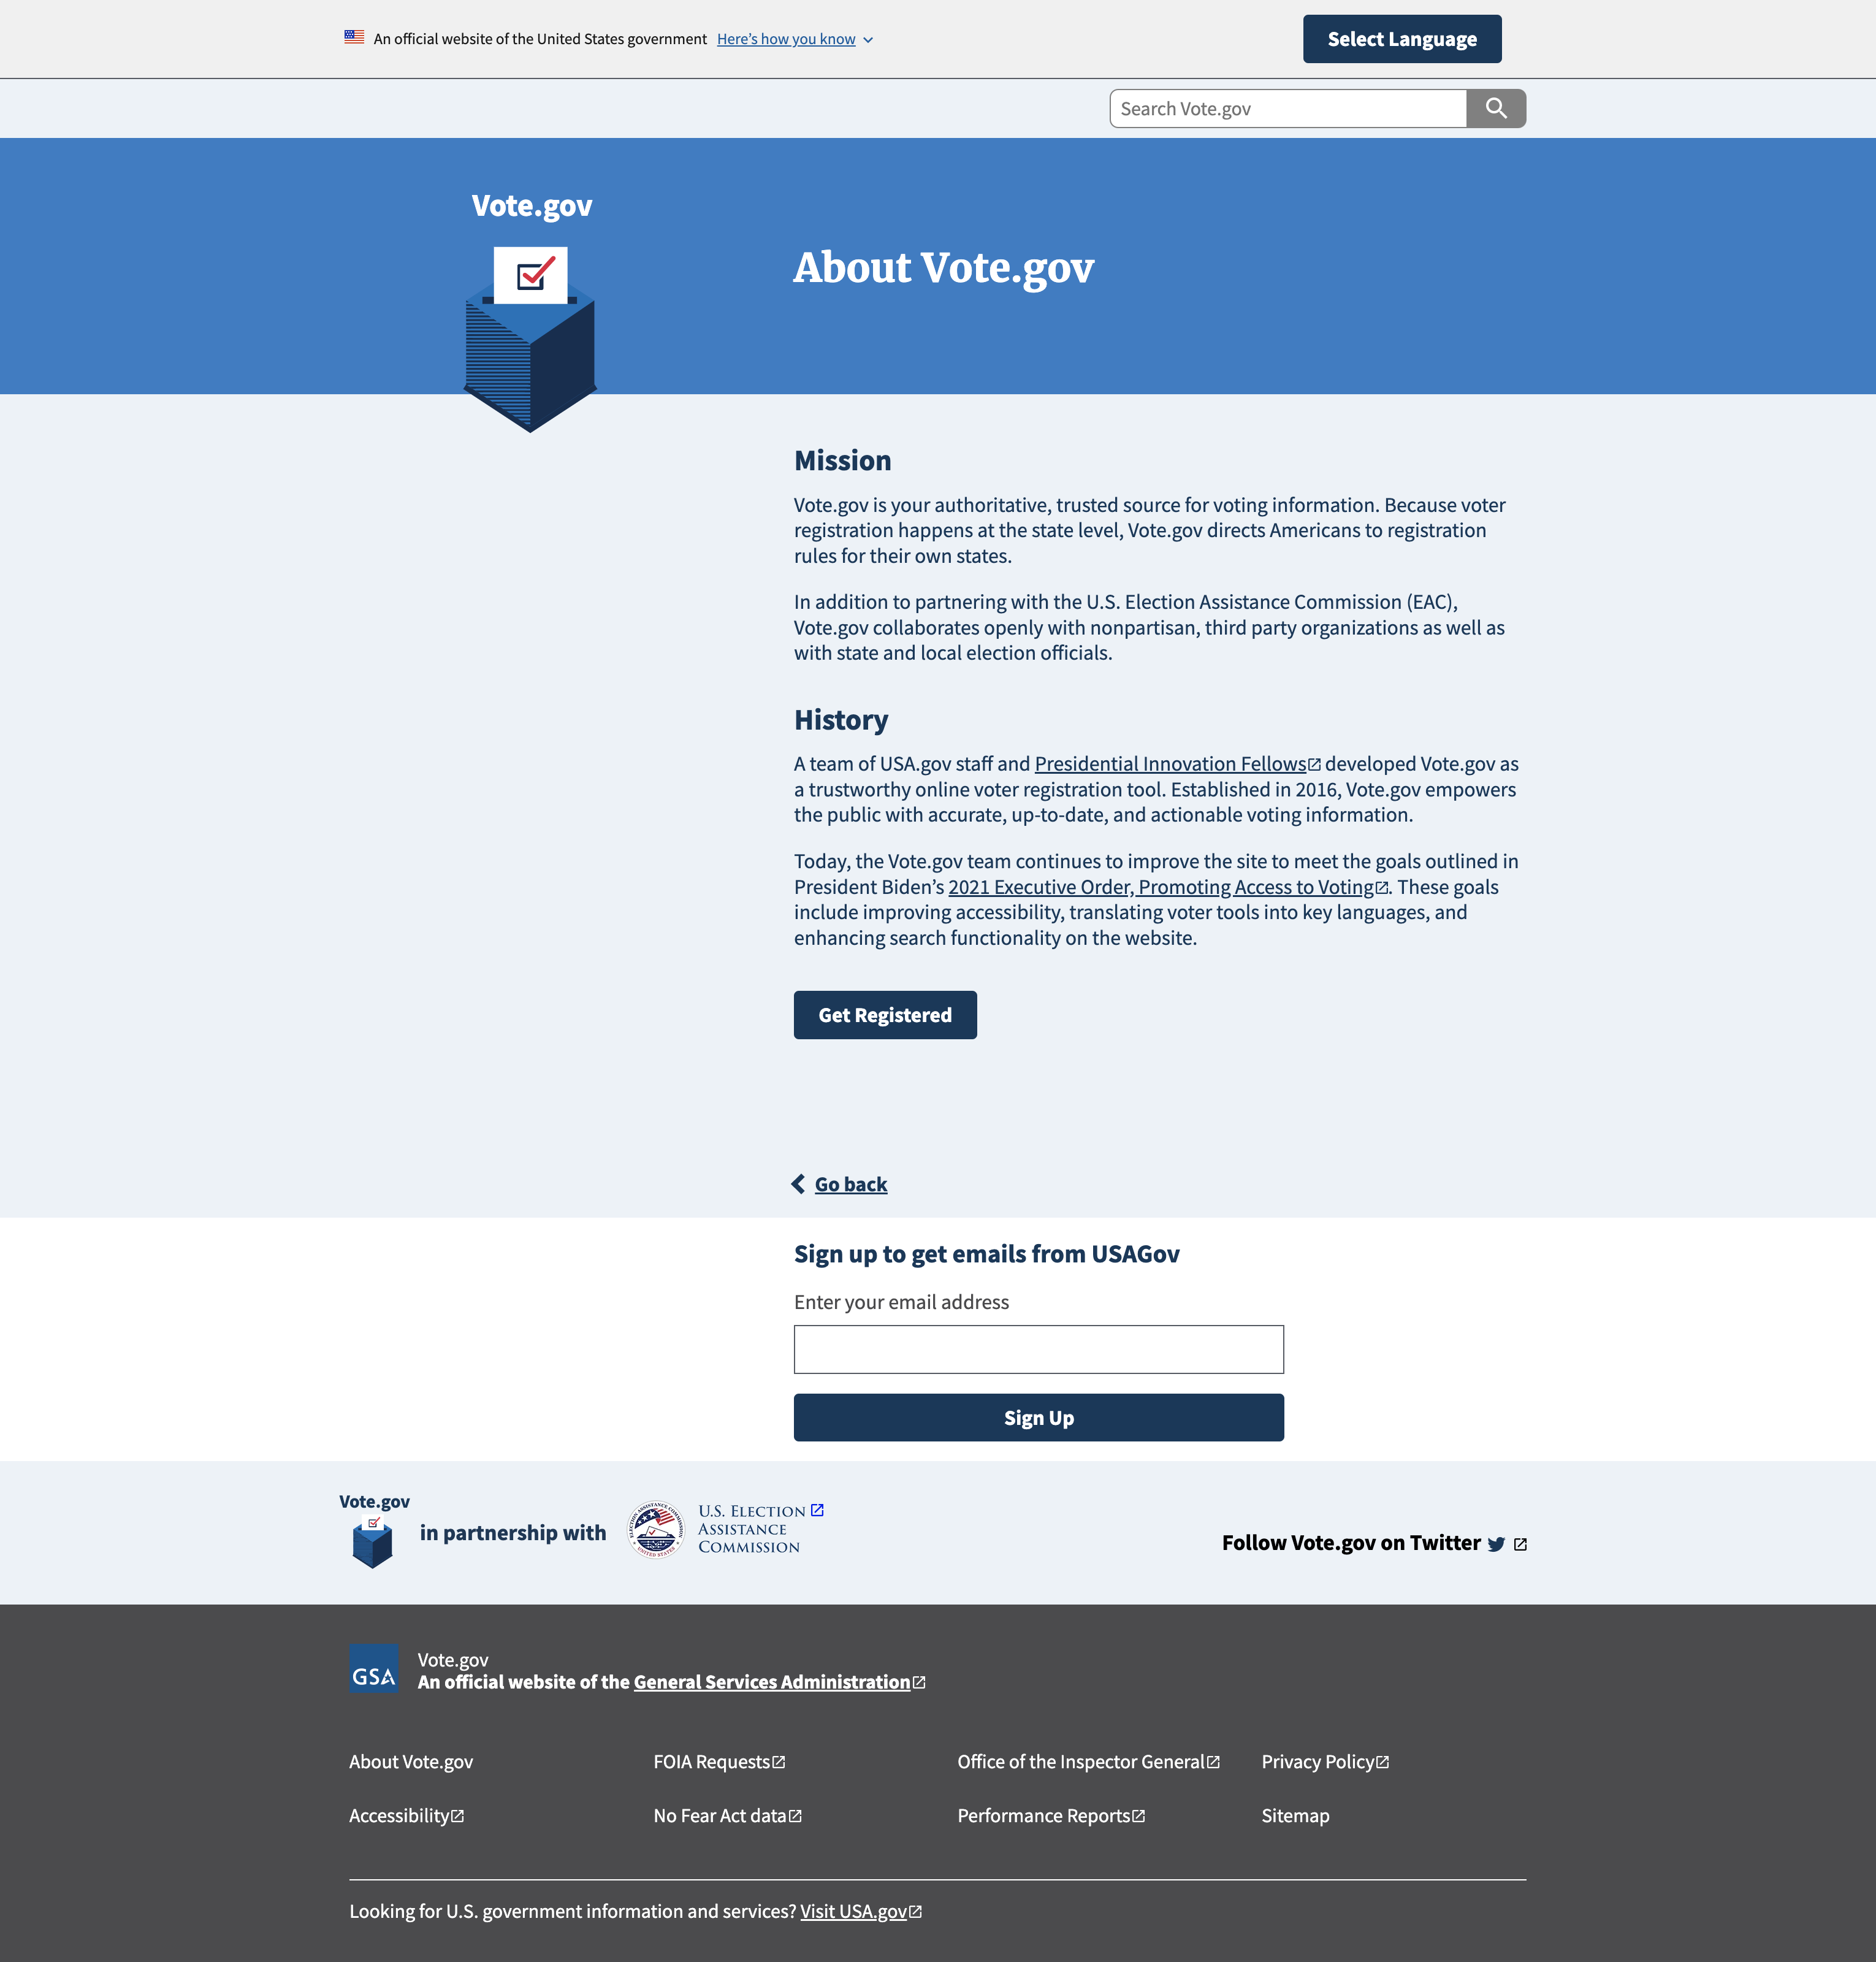 An official website of the United States government Here's how you know
Select Language
Search Vote.gov
Vote.gov
About Vote.gov
Mission
Vote.gov is your authoritative, trusted source for voting information. Because voter
registration happens at the state level, Vote.gov directs Americans to registration
rules for their own states.
In addition to partnering with the U.S. Election Assistance Commission (EAC),
Vote.gov collaborates openly with nonpartisan, third party organizations as well as
with state and local election officials.
History
A team of USA.gov staff and Presidential Innovation Fellows developed Vote.gov as
a trustworthy online voter registration tool. Established in 2016, Vote.gov empowers
the public with accurate, up-to-date, and actionable voting information.
Today, the Vote.gov team continues to improve the site to meet the goals outlined in
President Biden’s 2021 Executive Order, Promoting Access to Voting. These goals
include improving accessibility, translating voter tools into key languages, and
enhancing search functionality on the website.
Get Registered
Go back
Sign up to get emails from USAGov
Enter your email address
Sign Up
Vote.gov
in partnership with
ELECTION ASSISTANCE COMMISSION
UNITED STATES
U.S. ELECTION
ASSISTANCE
COMMISSION
Follow Vote.gov on Twitter
GSA
Vote.gov
An official website of the General Services Administration
About Vote.gov
FOIA Requests
Office of the Inspector General
Privacy Policy
Accessibility
No Fear Act data
Performance Reports
Sitemap
Looking for U.S. government information and services? Visit USA.gov